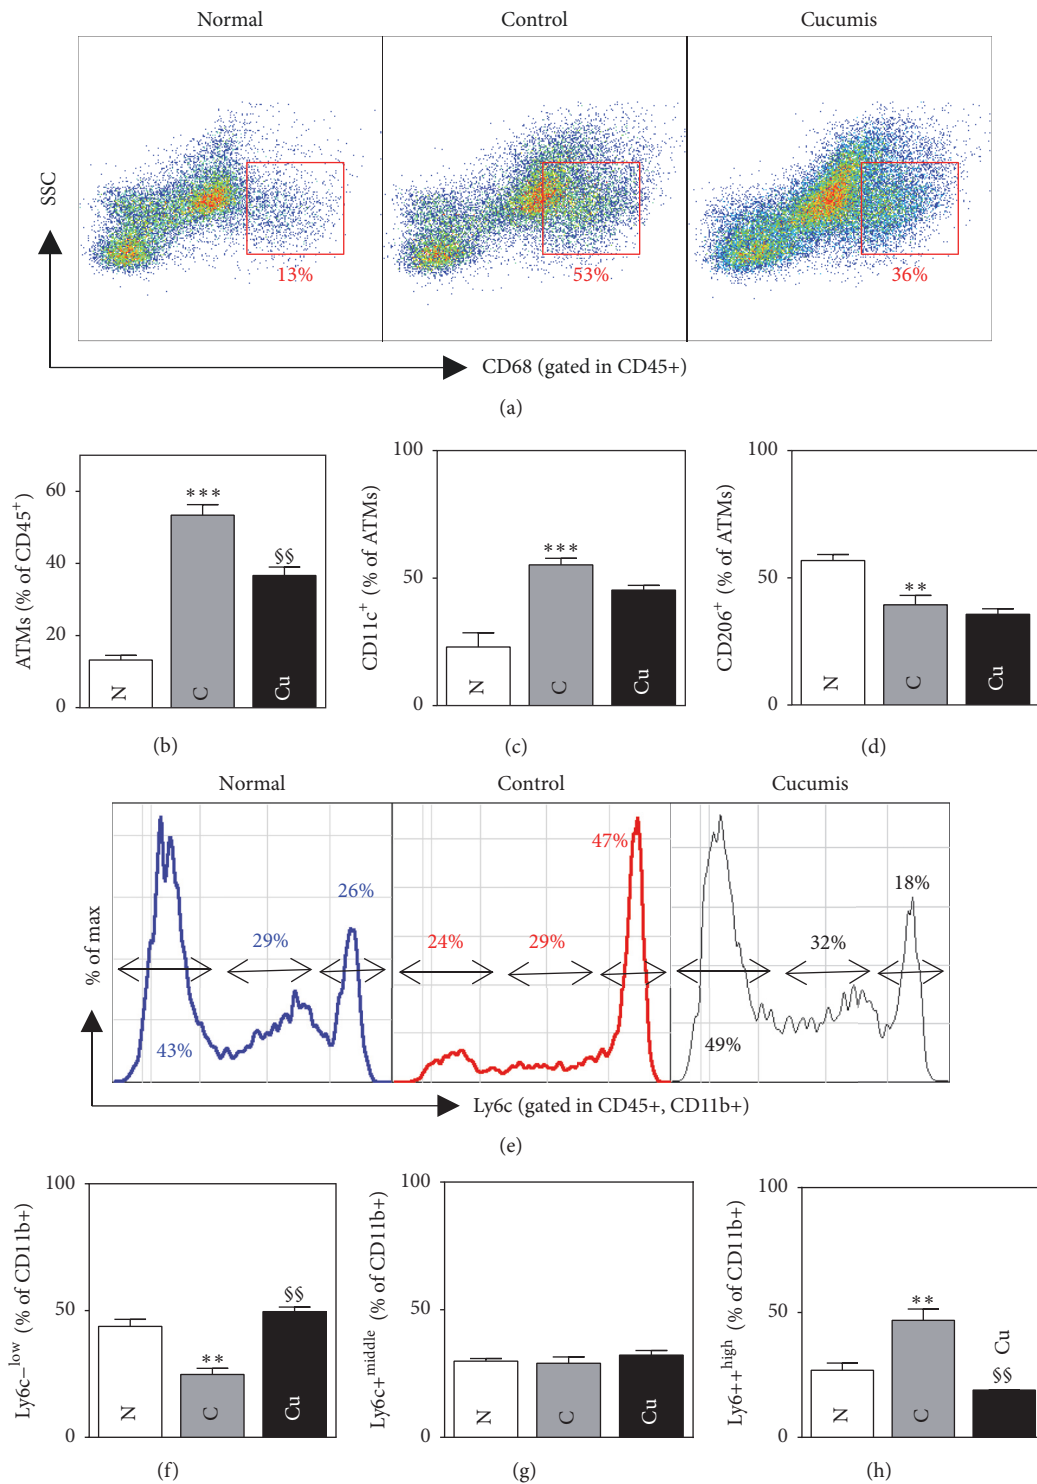 Normal Control Cucumis
SSC
13% 53% 36%
CD68 (gated in CD45+)
(a)
ATMs (% of CD45+)
60
40
20
0
***
§§
N C Cu
(b)
CD11c+ (% of ATMs)
100
50
0
***
N C Cu
(c)
CD206+ (% of ATMs)
100
50
0
**
N C Cu
(d)
Normal Control Cucumis
% of max
43% 29% 26%
24% 29% 47%
49% 32% 18%
Ly6c (gated in CD45+, CD11b+)
(e)
Ly6c−low (% of CD11b+)
100
50
0
**
§§
N C Cu
(f)
Ly6c+middle (% of CD11b+)
100
50
0
N C Cu
(g)
Ly6++high (% of CD11b+)
100
50
0
**
§§
N C Cu
(h)